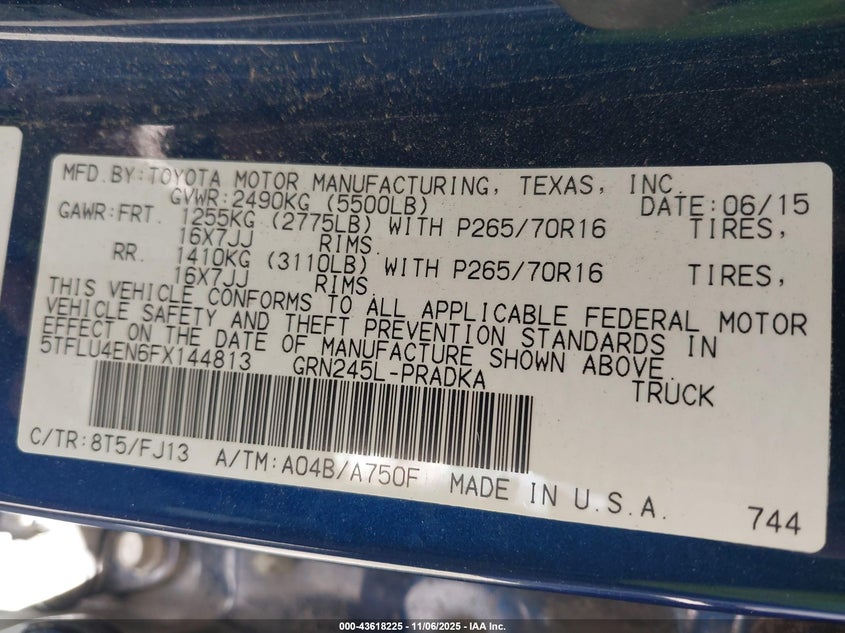 MFD.BY:TOYOTA MOTOR MANUFACTURING, TEXAS, INC.
GVWR:2490KG (5500LB) DATE:06/15
GAWR:FRT. 1255KG (2775LB) WITH P265/70R16 TIRES,
16X7JJ RIMS
RR. 1410KG (3110LB) WITH P265/70R16 TIRES,
16X7JJ RIMS.
THIS VEHICLE CONFORMS TO ALL APPLICABLE FEDERAL MOTOR
VEHICLE SAFETY AND THEFT PREVENTION STANDARDS IN
EFFECT ON THE DATE OF MANUFACTURE SHOWN ABOVE.
5TFLU4EN6FX144813 GRN245L-PRADKA TRUCK
C/TR:8T5/FJ13 A/TM:A04B/A750F MADE IN U.S.A.
744
000-43618225 - 11/06/2025 - IAA Inc.